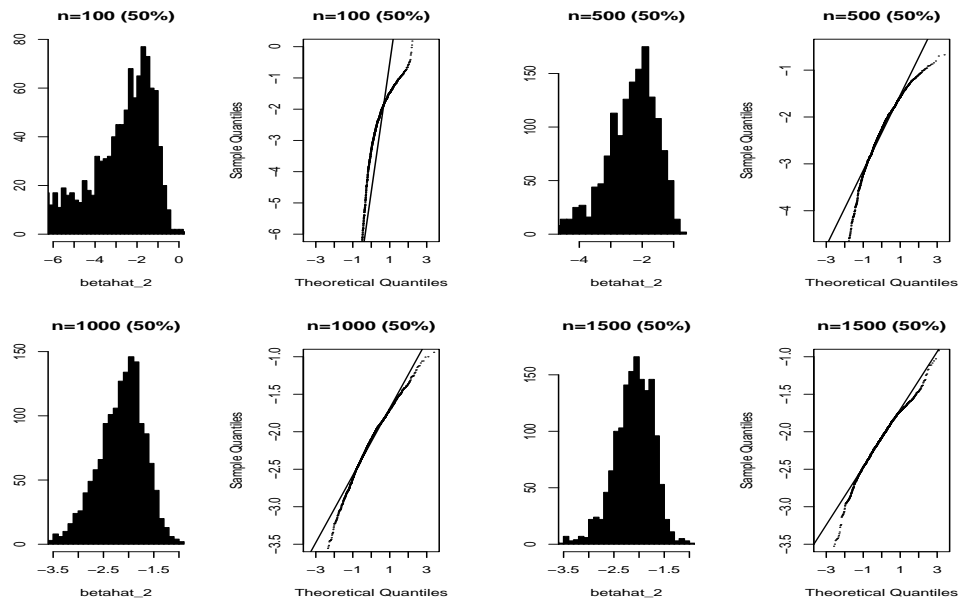 n=100 (50%)
0 20 40 60 80
−6 −4 −2 0
betahat_2
n=100 (50%)
Sample Quantiles
−6 −5 −4 −3 −2 −1 0
−3 −1 1 3
Theoretical Quantiles
n=500 (50%)
0 50 100 150
−4 −2
betahat_2
n=500 (50%)
Sample Quantiles
−4 −3 −2 −1
−3 −1 1 3
Theoretical Quantiles
n=1000 (50%)
0 50 100 150
−3.5 −2.5 −1.5
betahat_2
n=1000 (50%)
Sample Quantiles
−3.5 −3.0 −2.5 −2.0 −1.5 −1.0
−3 −1 1 3
Theoretical Quantiles
n=1500 (50%)
0 50 100 150
−3.5 −2.5 −1.5
betahat_2
n=1500 (50%)
Sample Quantiles
−3.5 −3.0 −2.5 −2.0 −1.5 −1.0
−3 −1 1 3
Theoretical Quantiles